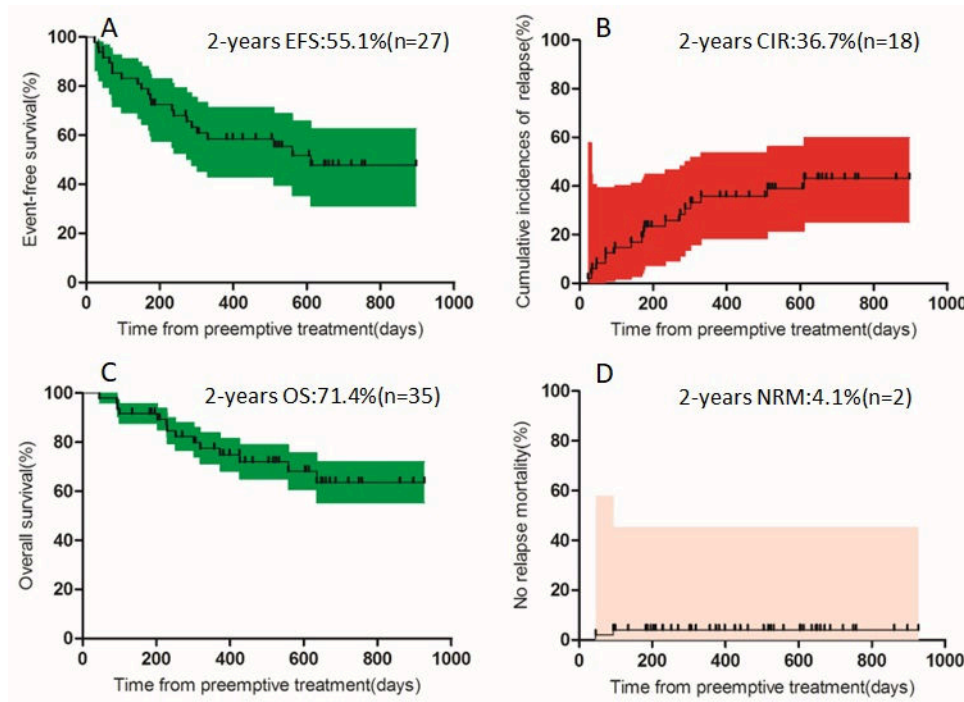 A
2-years EFS:55.1%(n=27)
Event-free survival(%)
100
80
60
40
20
0
0 200 400 600 800 1000
Time from preemptive treatment(days)
B
2-years CIR:36.7%(n=18)
Cumulative incidences of relapse(%)
100
80
60
40
20
0
0 200 400 600 800 1000
Time from preemptive treatment(days)
C
2-years OS:71.4%(n=35)
Overall survival(%)
100
80
60
40
20
0
0 200 400 600 800 1000
Time from preemptive treatment(days)
D
2-years NRM:4.1%(n=2)
No relapse mortality(%)
100
80
60
40
20
0
0 200 400 600 800 1000
Time from preemptive treatment(days)